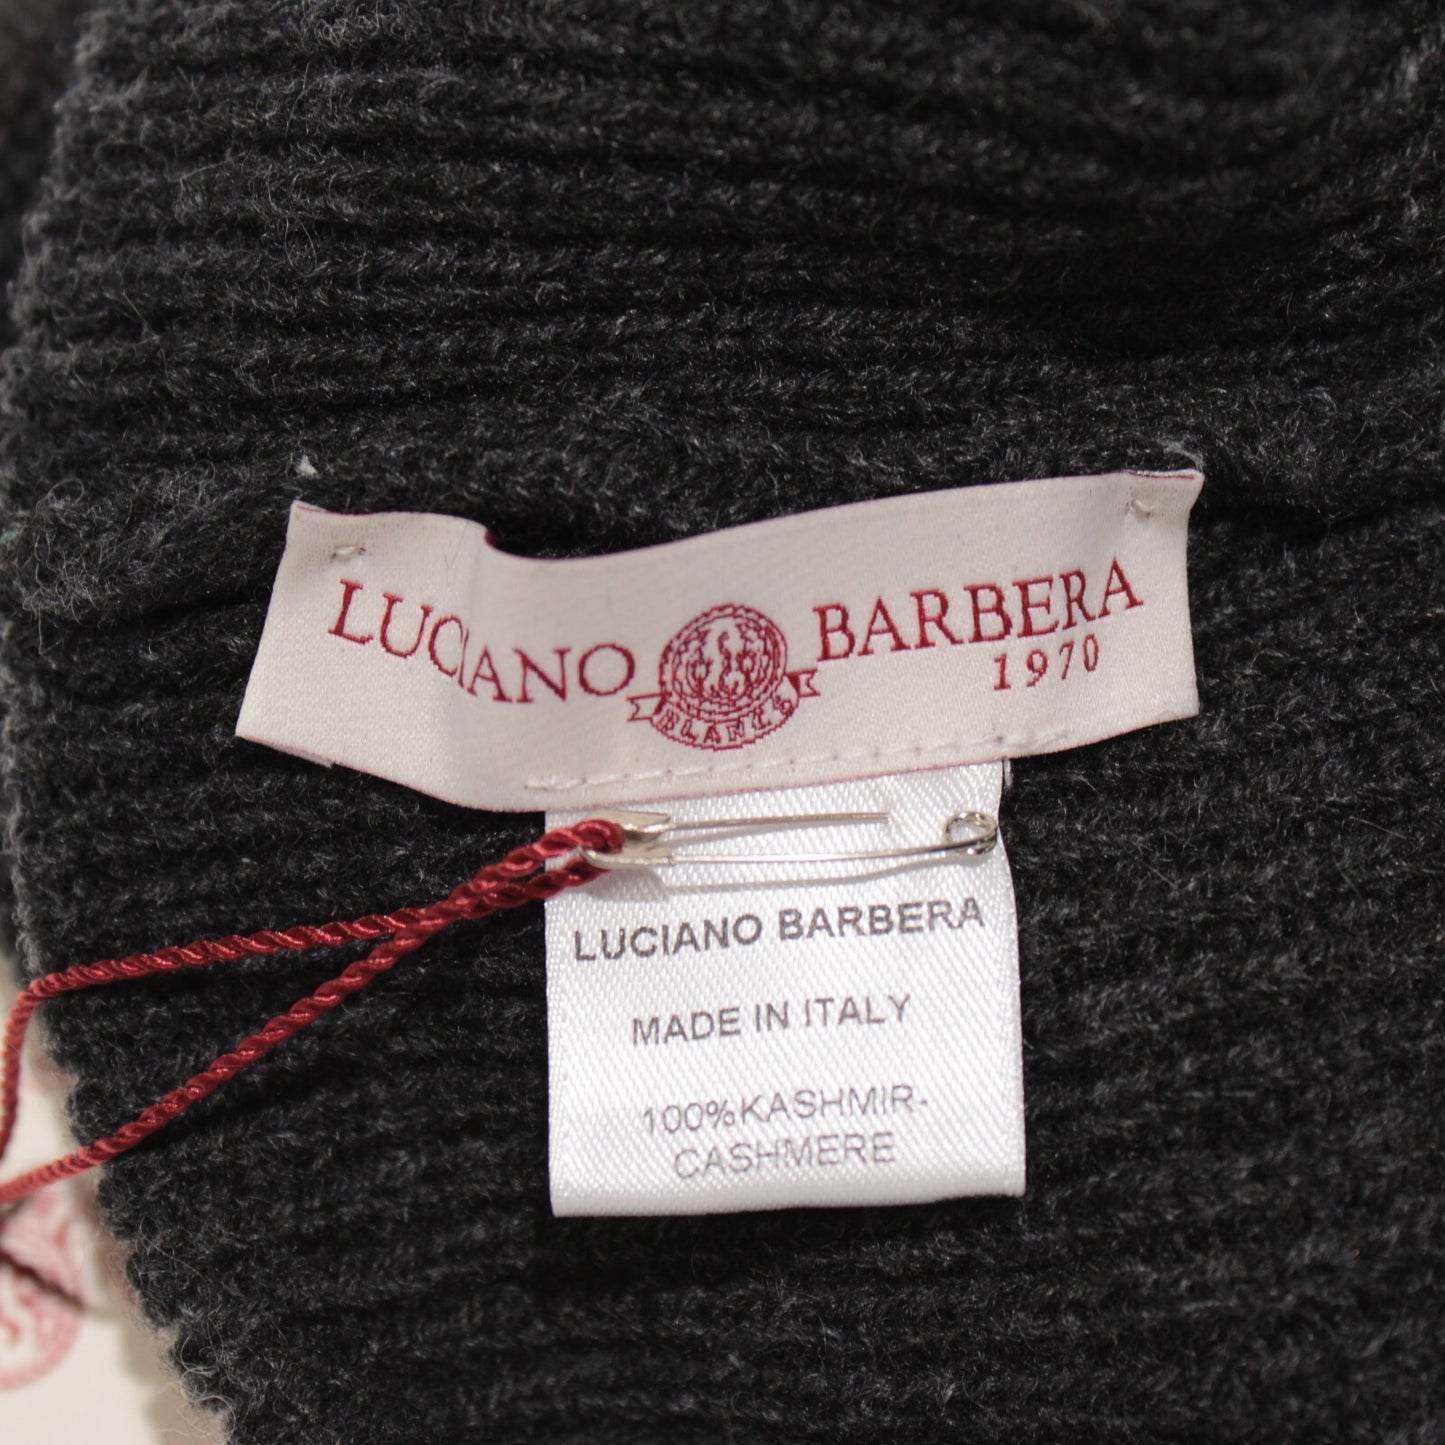 LUCIANO BARBERA
1970
LUCIANO BARBERA
MADE IN ITALY
100%KASHMIR-
CASHMERE